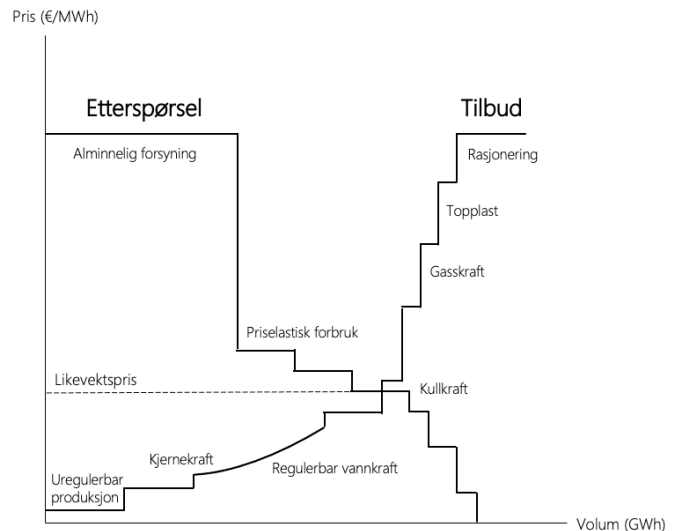 Pris (€/MWh)
Etterspørsel
Tilbud
Alminnelig forsyning
Rasjonering
Topplast
Gasskraft
Priselastisk forbruk
Likevektspris
Kullkraft
Kjernekraft
Regulerbar vannkraft
Uregulerbar
produksjon
Volum (GWh)